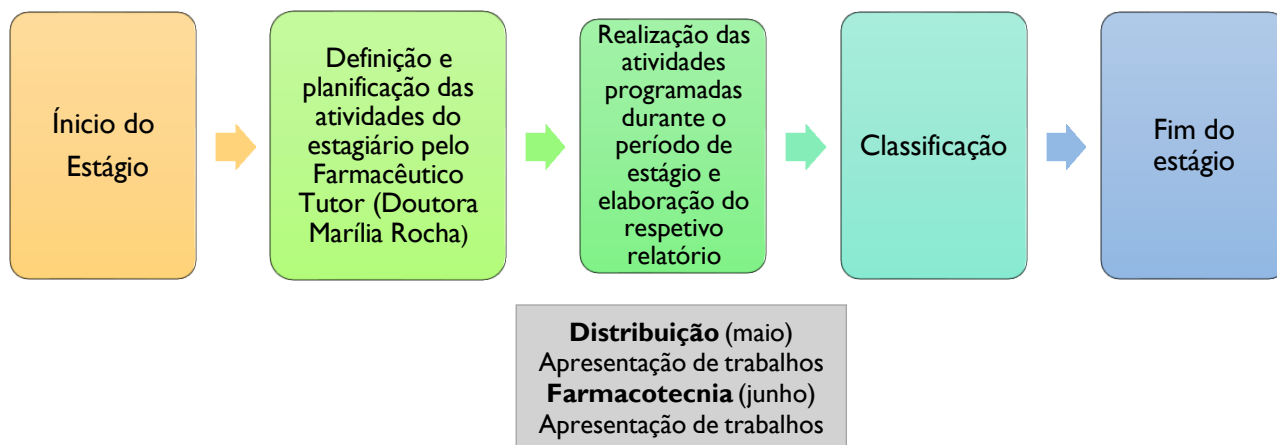 Ínicio do
Estágio
Definição e
planificação das
atividades do
estagiário pelo
Farmacêutico
Tutor (Doutora
Marília Rocha)
Realização das
atividades
programadas
durante o
período de
estágio e
elaboração do
respetivo
relatório
Classificação
Fim do
estágio
Distribuição (maio)
Apresentação de trabalhos
Farmacotecnia (junho)
Apresentação de trabalhos